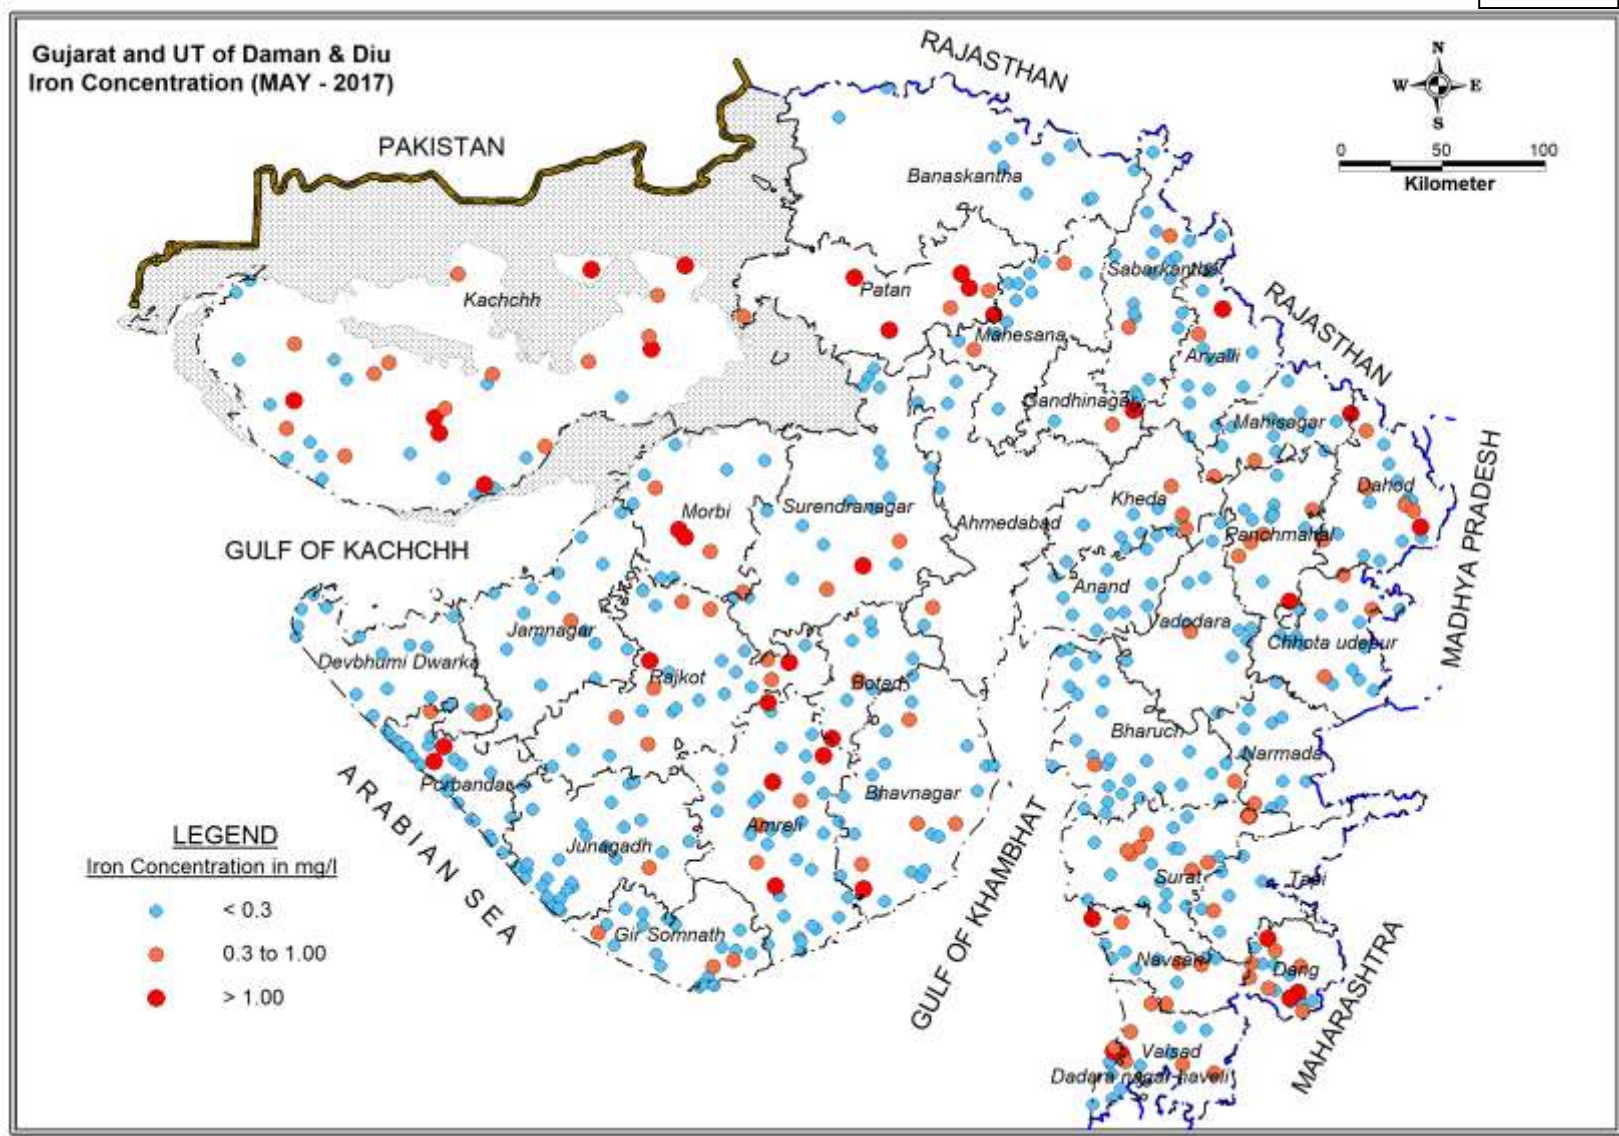 Gujarat and UT of Daman & Diu
Iron Concentration (MAY - 2017)
RAJASTHAN
N
W E
S
0 50 100
Kilometer
PAKISTAN
Banaskantha
Kachchh
Patan
Sabarkantha
Mahesana
Arvalli
RAJASTHAN
Gandhinagar
Mahisagar
Morbi
Surendranagar
Ahmedabad
Kheda
Dahod
Panchmahal
MADHYA PRADESH
GULF OF KACHCHH
Anand
Jamnagar
Vadodara
Chhota udepur
Devbhumi Dwarka
Rajkot
Botad
Bharuch
Narmada
Porbandar
Bhavnagar
ARABIAN SEA
Amreli
Junagadh
GULF OF KHAMBHAT
Surat
Tapi
Gir Somnath
Navsari
Dang
MAHARASHTRA
Valsad
Dadara nagar haveli
LEGEND
Iron Concentration in mg/l
< 0.3
0.3 to 1.00
> 1.00